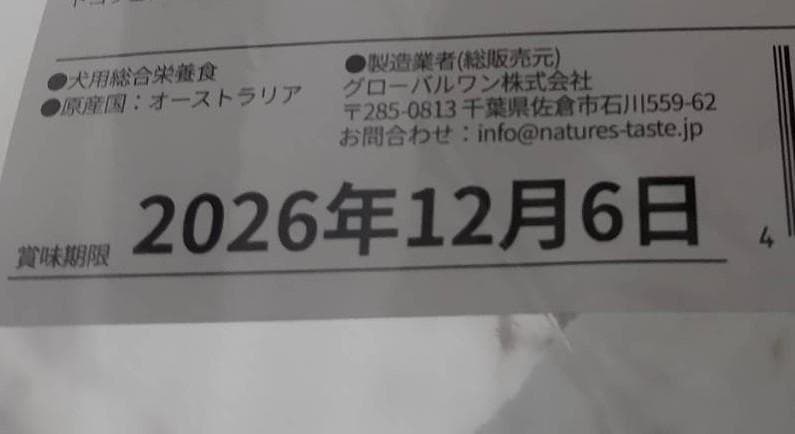 ●犬用総合栄養食
●原産国：オーストラリア
●製造業者(総販売元)
グローバルワン株式会社
〒285-0813 千葉県佐倉市石川559-62
お問合わせ：info@natures-taste.jp
賞味期限 2026年12月6日
4